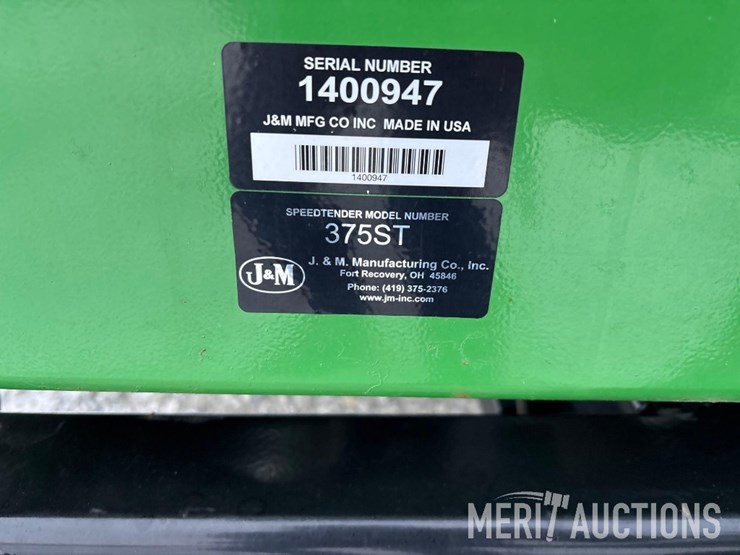 SERIAL NUMBER
1400947
J&M MFG CO INC MADE IN USA
1400947
SPEEDTENDER MODEL NUMBER
375ST
J&M
J. & M. Manufacturing Co., Inc.
Fort Recovery, OH 45846
Phone: (419) 375-2376
www.jm-inc.com
MERIT AUCTIONS